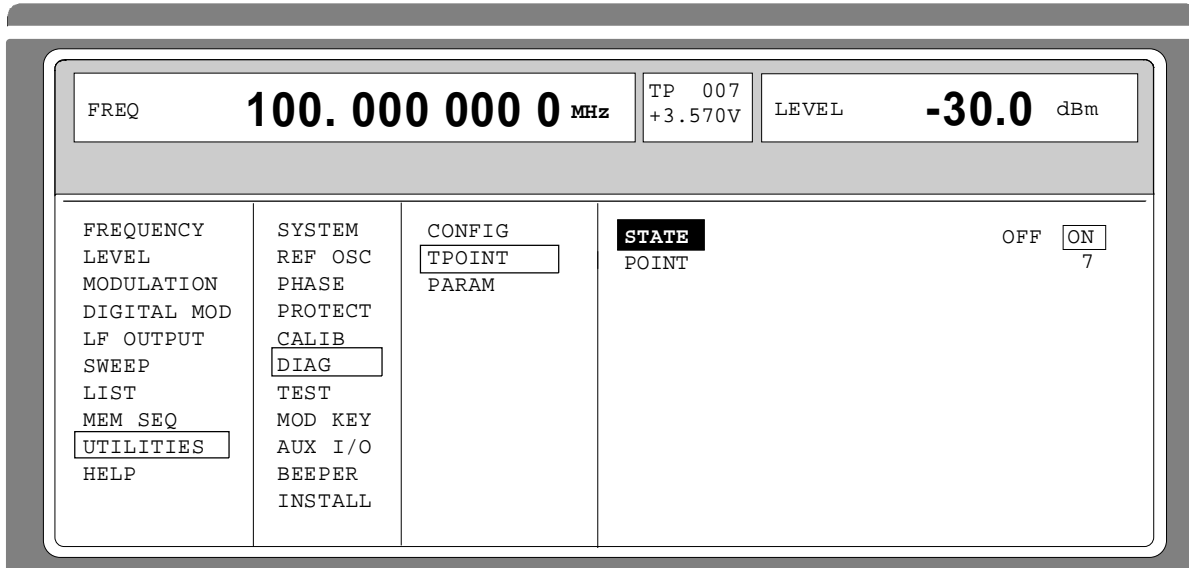 FREQ 100. 000 000 0 MHz
TP 007
+3.570V
LEVEL -30.0 dBm
FREQUENCY
LEVEL
MODULATION
DIGITAL MOD
LF OUTPUT
SWEEP
LIST
MEM SEQ
UTILITIES
HELP
SYSTEM
REF OSC
PHASE
PROTECT
CALIB
DIAG
TEST
MOD KEY
AUX I/O
BEEPER
INSTALL
CONFIG
TPOINT
PARAM
STATE OFF ON
POINT 7